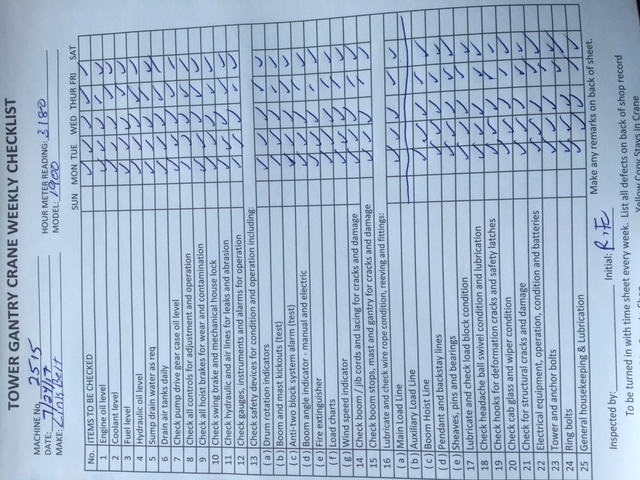 TOWER GANTRY CRANE WEEKLY CHECKLIST
MACHINE No. 2515
DATE: 7/24/17 HOUR METER READING: 3180
MAKE: Link Belt MODEL: 1900
SUN MON TUE WED THUR FRI SAT
No. ITEMS TO BE CHECKED
1 Engine oil level
2 Coolant level
3 Fuel level
4 Hydraulic oil level
5 Sump drain water as req
6 Drain air tanks daily
7 Check pump drive gear case oil level
8 Check all controls for adjustment and operation
9 Check all hoist brakes for wear and contamination
10 Check swing brake and mechanical house lock
11 Check hydraulic and air lines for leaks and abrasion
12 Check gauges, instruments and alarms for operation
13 Check safety devices for condition and operation including:
(a) Drum rotation indicators
(b) Boom and mast kickouts (test)
(c) Anti-two block system alarm (test)
(d) Boom angle indicator - manual and electric
(e) Fire extinguisher
(f) Load charts
(g) Wind speed indicator
14 Check boom / jib cords and lacing for cracks and damage
15 Check boom stops, mast and gantry for cracks and damage
16 Lubricate and check wire rope condition, reeving and fittings:
(a) Main Load Line
(b) Auxiliary Load Line
(c) Boom Hoist Line
(d) Pendant and backstay lines
(e) Sheaves, pins and bearings
17 Lubricate and check load block condition
18 Check headache ball swivel condition and lubrication
19 Check hooks for deformation cracks and safety latches
20 Check cab glass and wiper condition
21 Check for structural cracks and damage
22 Electrical equipment, operation, condition and batteries
23 Tower and anchor bolts
24 Ring bolts
25 General housekeeping & Lubrication
Make any remarks on back of sheet.
Inspected by: Initial: R.E
To be turned in with time sheet every week. List all defects on back of shop record
Yellow Copy Stays in Crane